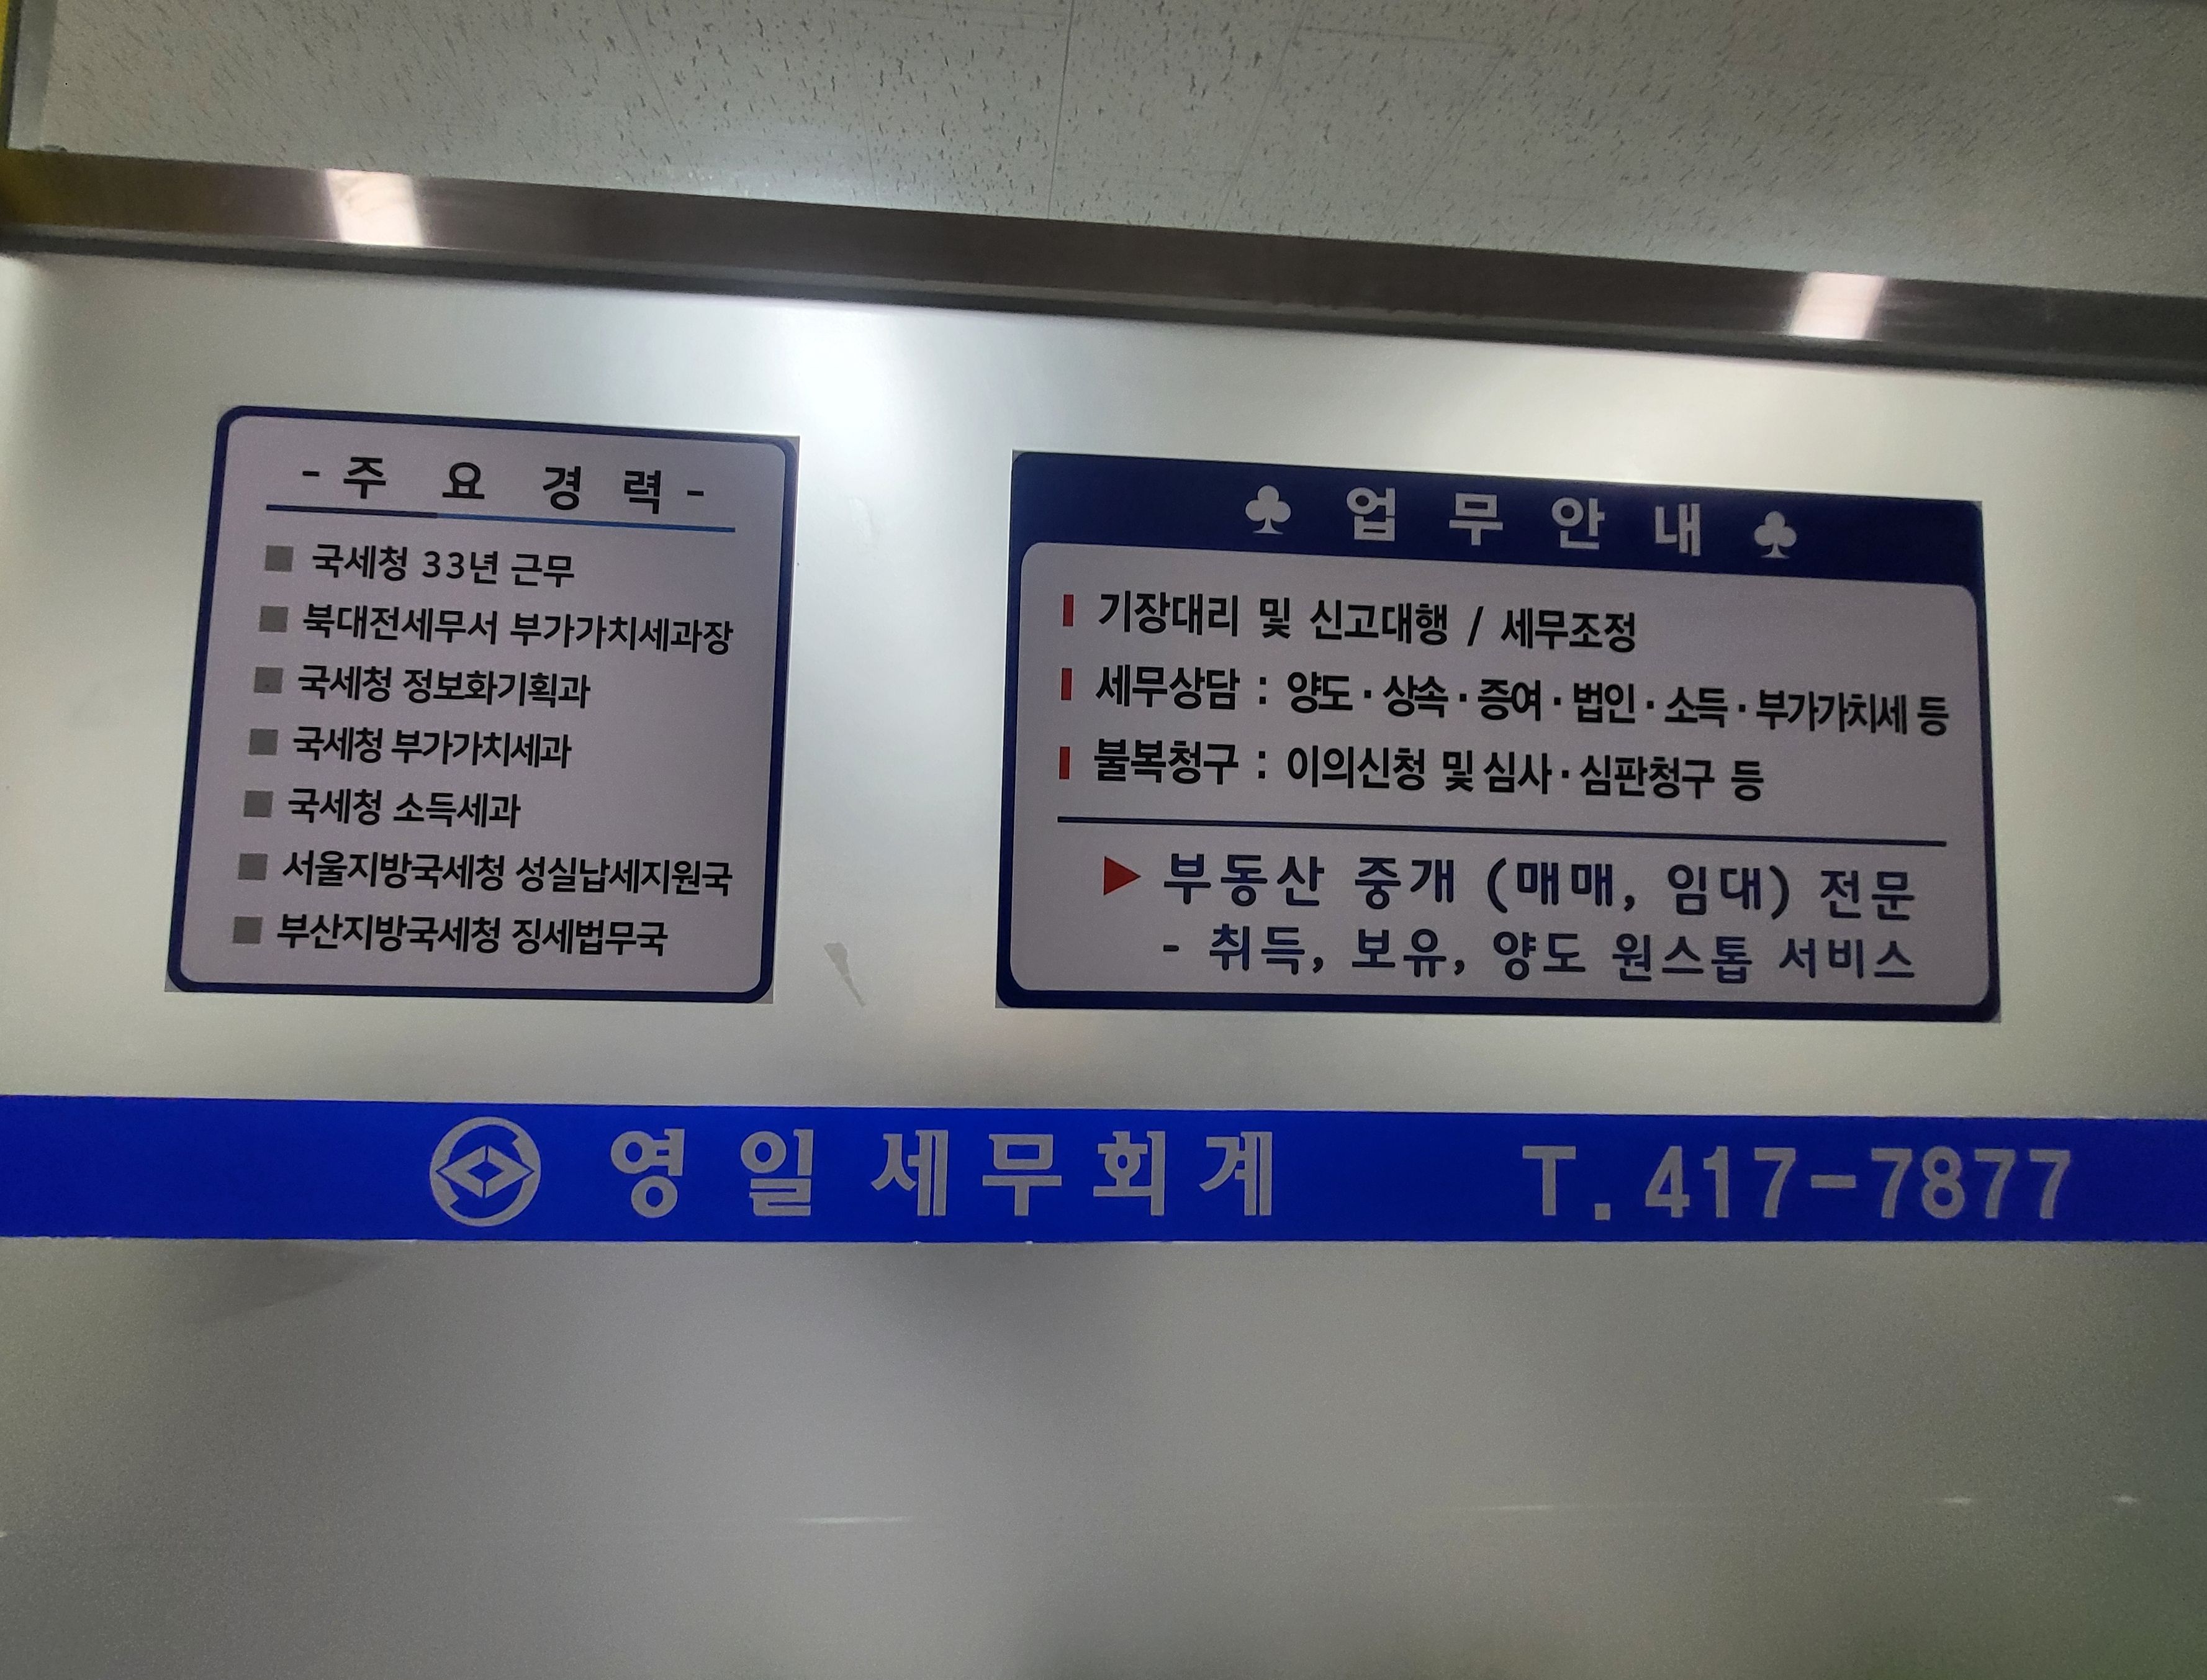 - 주 요 경 력 -
■ 국세청 33년 근무
■ 북대전세무서 부가가치세과장
■ 국세청 정보화기획과
■ 국세청 부가가치세과
■ 국세청 소득세과
■ 서울지방국세청 성실납세지원국
■ 부산지방국세청 징세법무국
♣ 업 무 안 내 ♣
기장대리 및 신고대행 / 세무조정
세무상담 : 양도·상속·증여·법인·소득·부가가치세 등
불복청구 : 이의신청 및 심사·심판청구 등
▶ 부동산 중개 (매매, 임대) 전문
- 취득, 보유, 양도 원스톱 서비스
영일세무회계 T. 417-7877